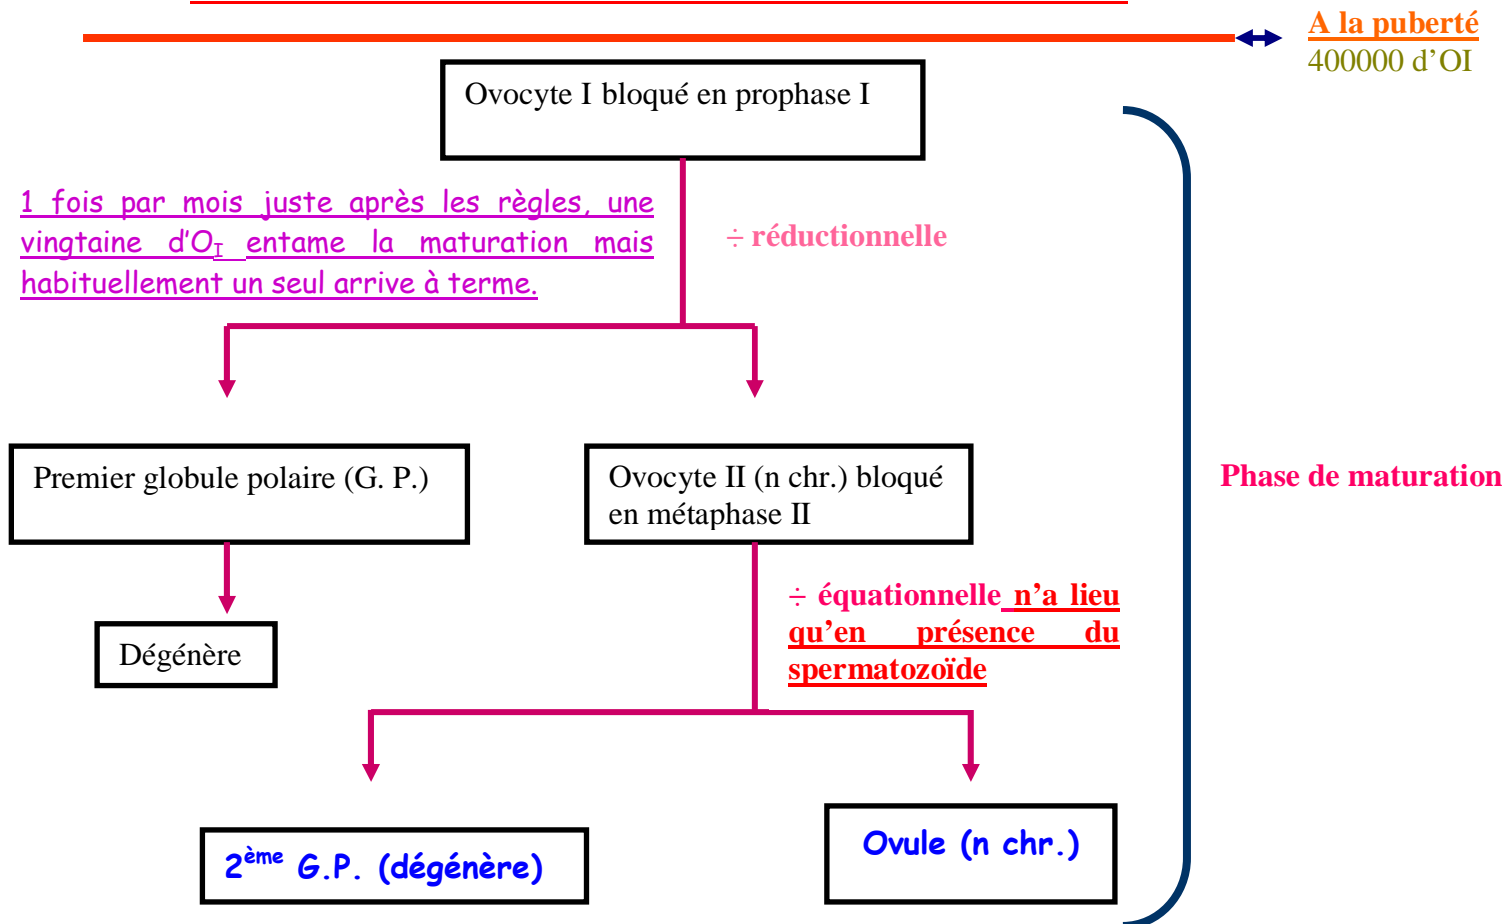 A la puberté
400000 d'OI
Ovocyte I bloqué en prophase I
1 fois par mois juste après les règles, une
vingtaine d'OI entame la maturation mais
habituellement un seul arrive à terme.
÷ réductionnelle
Premier globule polaire (G. P.)
Ovocyte II (n chr.) bloqué
en métaphase II
Phase de maturation
÷ équationnelle n'a lieu
qu'en présence du
spermatozoïde
Dégénère
2ème G.P. (dégénère)
Ovule (n chr.)